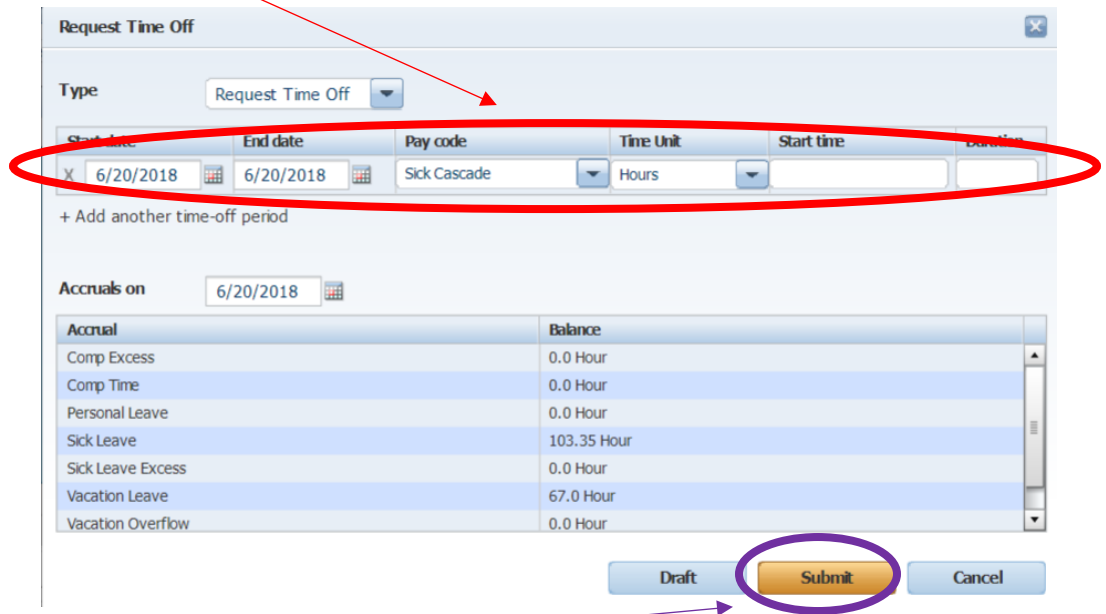 Request Time Off
Type Request Time Off
Start date End date Pay code Time Unit Start time Duration
X 6/20/2018 6/20/2018 Sick Cascade Hours
+ Add another time-off period
Accruals on 6/20/2018
Accrual Balance
Comp Excess 0.0 Hour
Comp Time 0.0 Hour
Personal Leave 0.0 Hour
Sick Leave 103.35 Hour
Sick Leave Excess 0.0 Hour
Vacation Leave 67.0 Hour
Vacation Overflow 0.0 Hour
Draft Submit Cancel